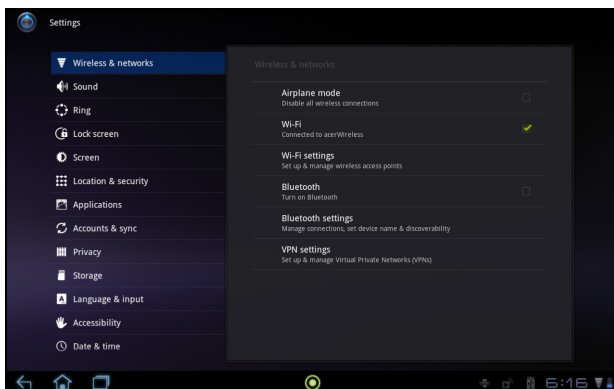 Settings
Wireless & networks
Sound
Ring
Lock screen
Screen
Location & security
Applications
Accounts & sync
Privacy
Storage
Language & input
Accessibility
Date & time
Wireless & networks
Airplane mode
Disable all wireless connections
Wi-Fi
Connected to acerWireless
Wi-Fi settings
Set up & manage wireless access points
Bluetooth
Turn on Bluetooth
Bluetooth settings
Manage connections, set device name & discoverability
VPN settings
Set up & manage Virtual Private Networks (VPNs)
6:16